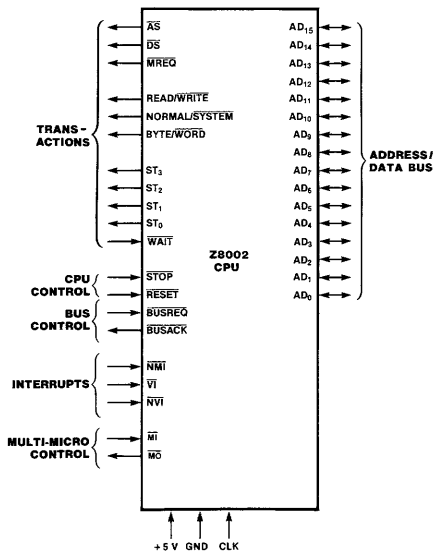 AS
DS
MREQ
READ/WRITE
NORMAL/SYSTEM
BYTE/WORD
TRANS-
ACTIONS
ST3
ST2
ST1
ST0
WAIT
CPU
CONTROL
STOP
RESET
BUS
CONTROL
BUSREQ
BUSACK
INTERRUPTS
NMI
VI
NVI
MULTI-MICRO
CONTROL
MI
MO
Z8002
CPU
AD15
AD14
AD13
AD12
AD11
AD10
AD9
AD8
AD7
AD6
AD5
AD4
AD3
AD2
AD1
AD0
ADDRESS/
DATA BUS
+5 V GND CLK